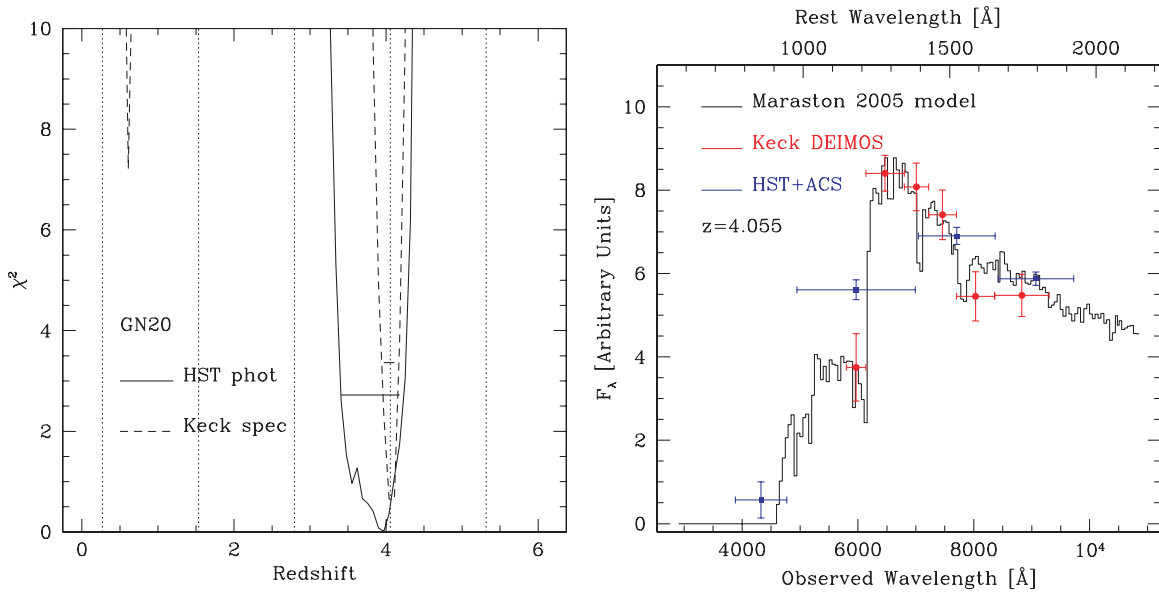 10
8
6
4
2
0
χ²
GN20
HST phot
Keck spec
0 2 4 6
Redshift
Rest Wavelength [Å]
1000 1500 2000
10
8
6
4
2
0
F_λ [Arbitrary Units]
Maraston 2005 model
Keck DEIMOS
HST+ACS
z=4.055
4000 6000 8000 10⁴
Observed Wavelength [Å]